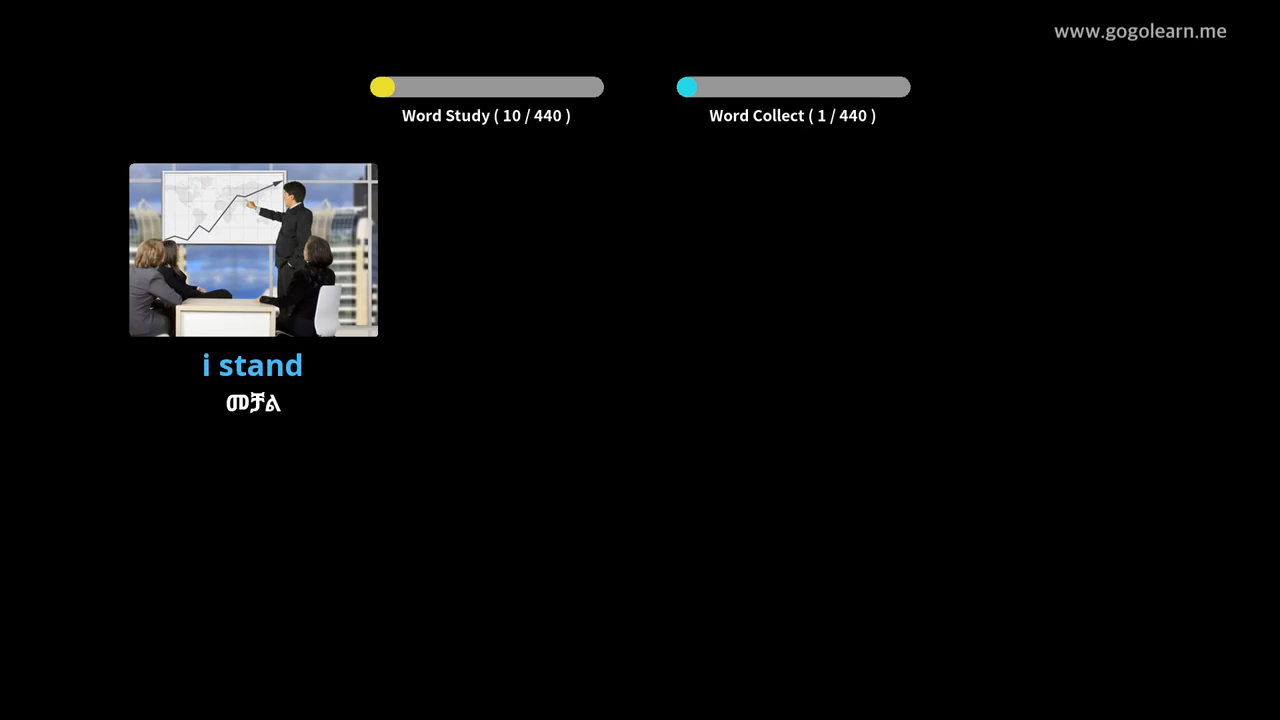 www.gogolearn.me
Word Study ( 10 / 440 )
Word Collect ( 1 / 440 )
i stand
መቻል